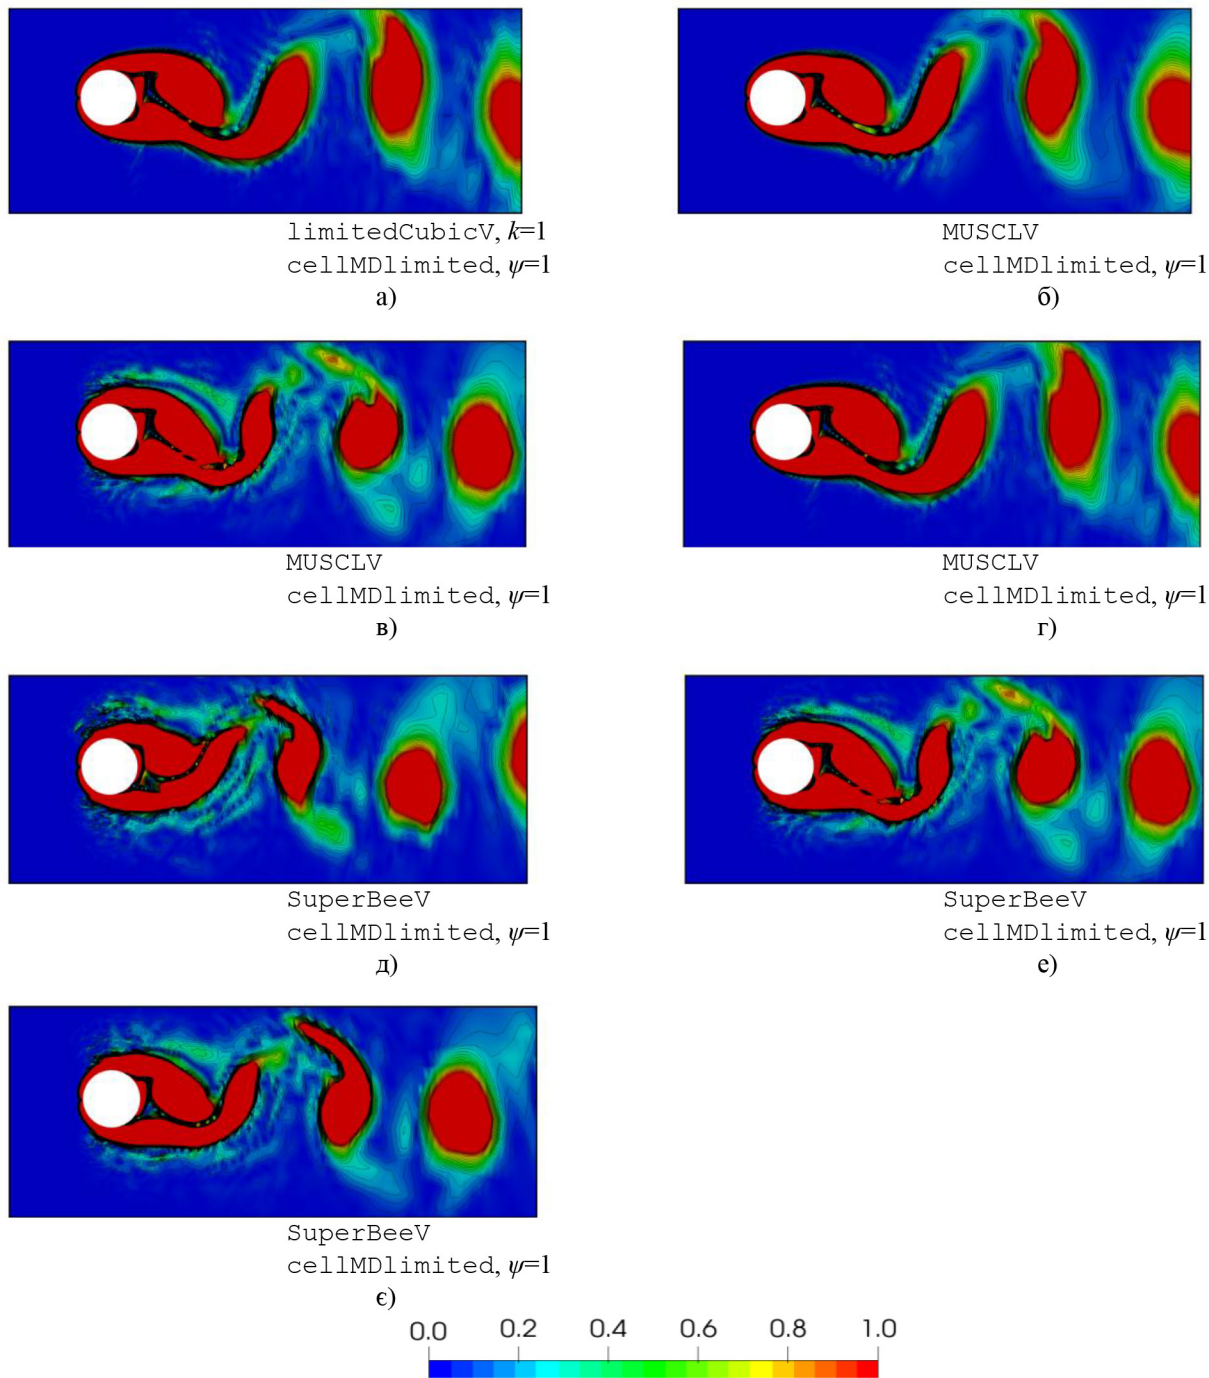 limitedCubicV, k=1
cellMDlimited, ψ=1
а)
MUSCLV
cellMDlimited, ψ=1
б)
MUSCLV
cellMDlimited, ψ=1
в)
MUSCLV
cellMDlimited, ψ=1
г)
SuperBeeV
cellMDlimited, ψ=1
д)
SuperBeeV
cellMDlimited, ψ=1
е)
SuperBeeV
cellMDlimited, ψ=1
є)
0.0 0.2 0.4 0.6 0.8 1.0